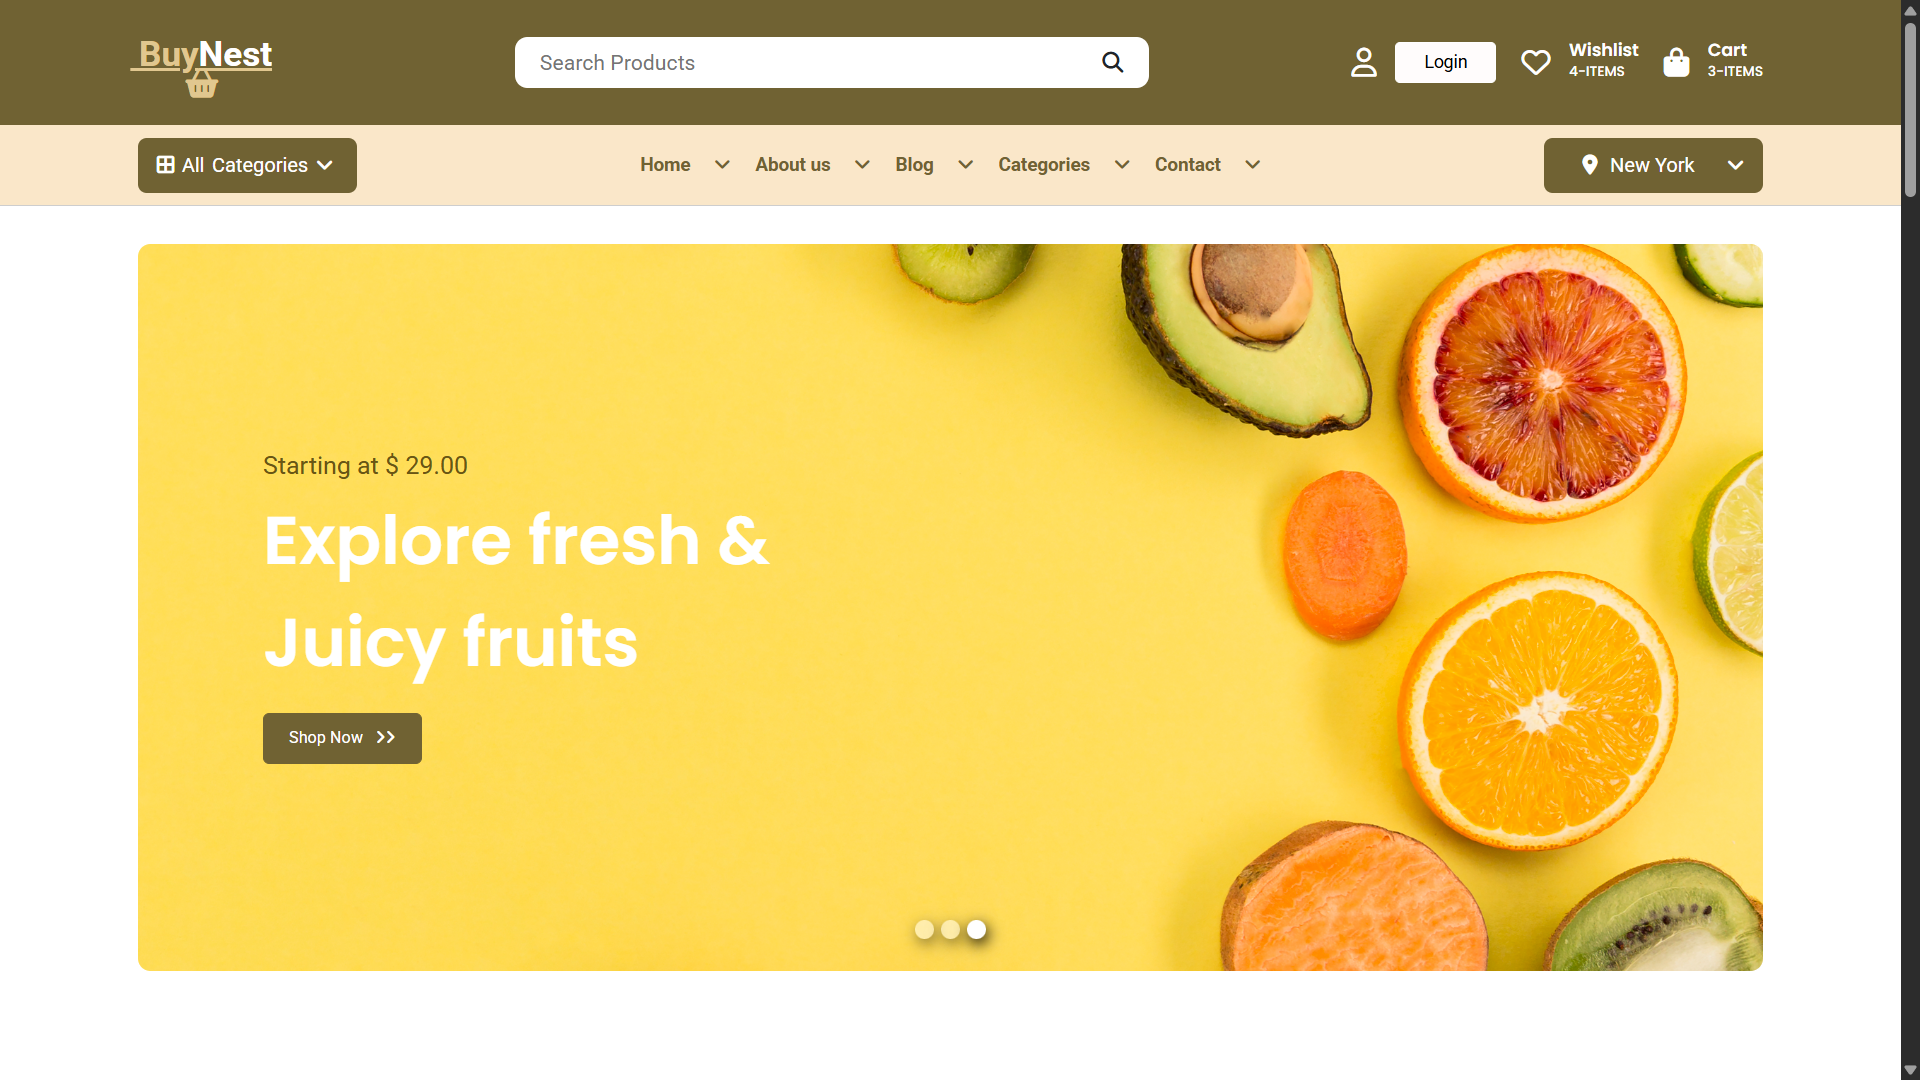 BuyNest
Search Products
Login
Wishlist
4-ITEMS
Cart
3-ITEMS
All Categories
Home
About us
Blog
Categories
Contact
New York
Starting at $ 29.00
Explore fresh &
Juicy fruits
Shop Now